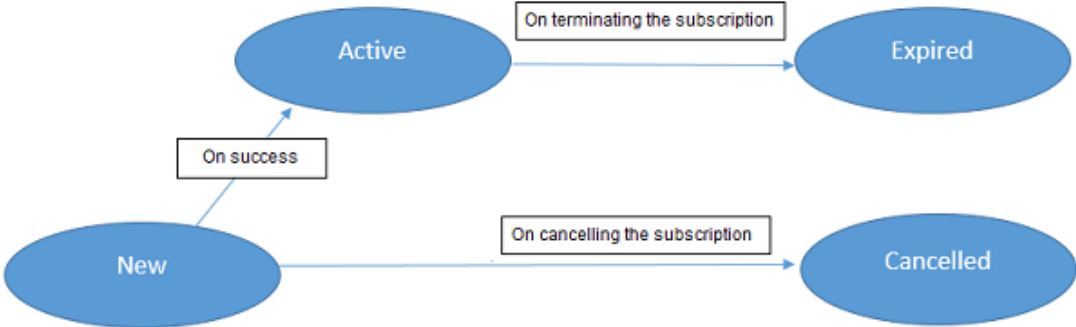 On terminating the subscription
Active
Expired
On success
On cancelling the subscription
New
Cancelled